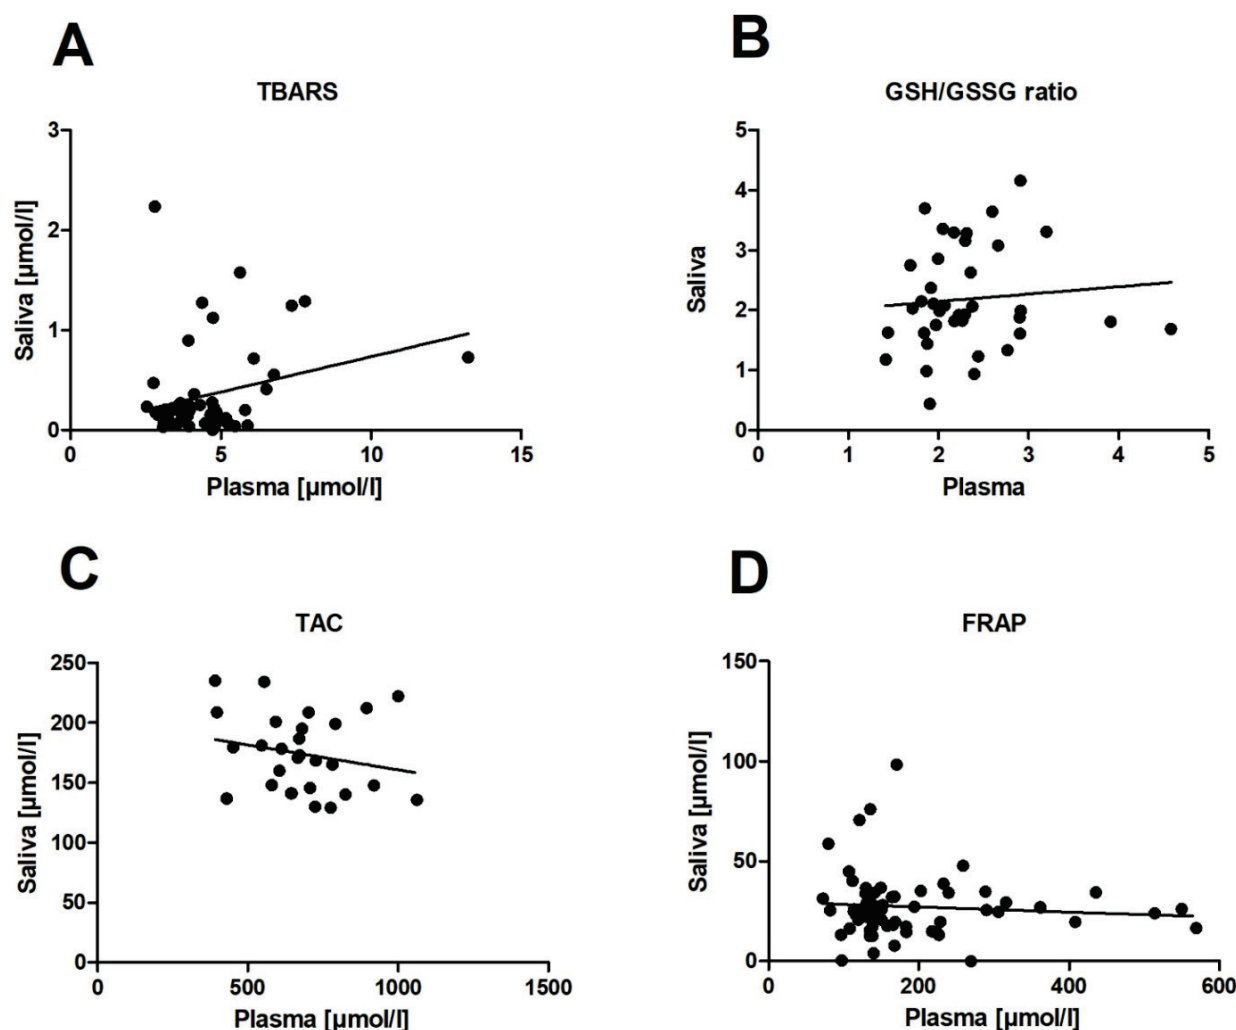 A
TBARS
3
2
1
0
0 5 10 15
Saliva [µmol/l]
Plasma [µmol/l]
B
GSH/GSSG ratio
5
4
3
2
1
0
0 1 2 3 4 5
Saliva
Plasma
C
TAC
250
200
150
100
50
0
0 500 1000 1500
Saliva [µmol/l]
Plasma [µmol/l]
D
FRAP
150
100
50
0
0 200 400 600
Saliva [µmol/l]
Plasma [µmol/l]